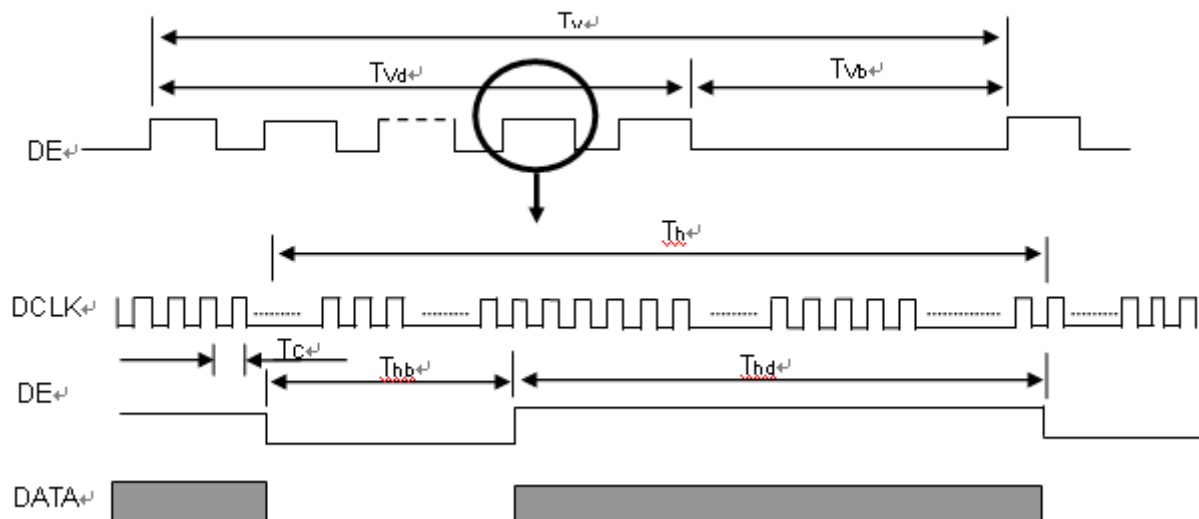 Tv↵
Tvd↵
Tvb↵
DE↵
Th↵
DCLK↵
Tc↵
Thb↵
Thd↵
DE↵
DATA↵